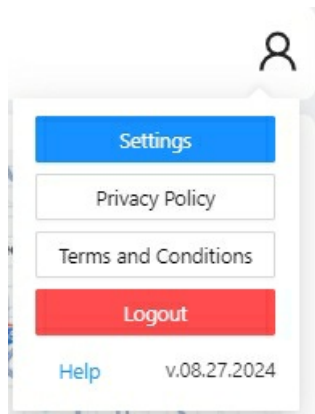 Settings
Privacy Policy
Terms and Conditions
Logout
Help v.08.27.2024